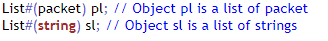 List#(packet) pl; // Object pl is a list of packet
List#(string) sl; // Object sl is a list of strings